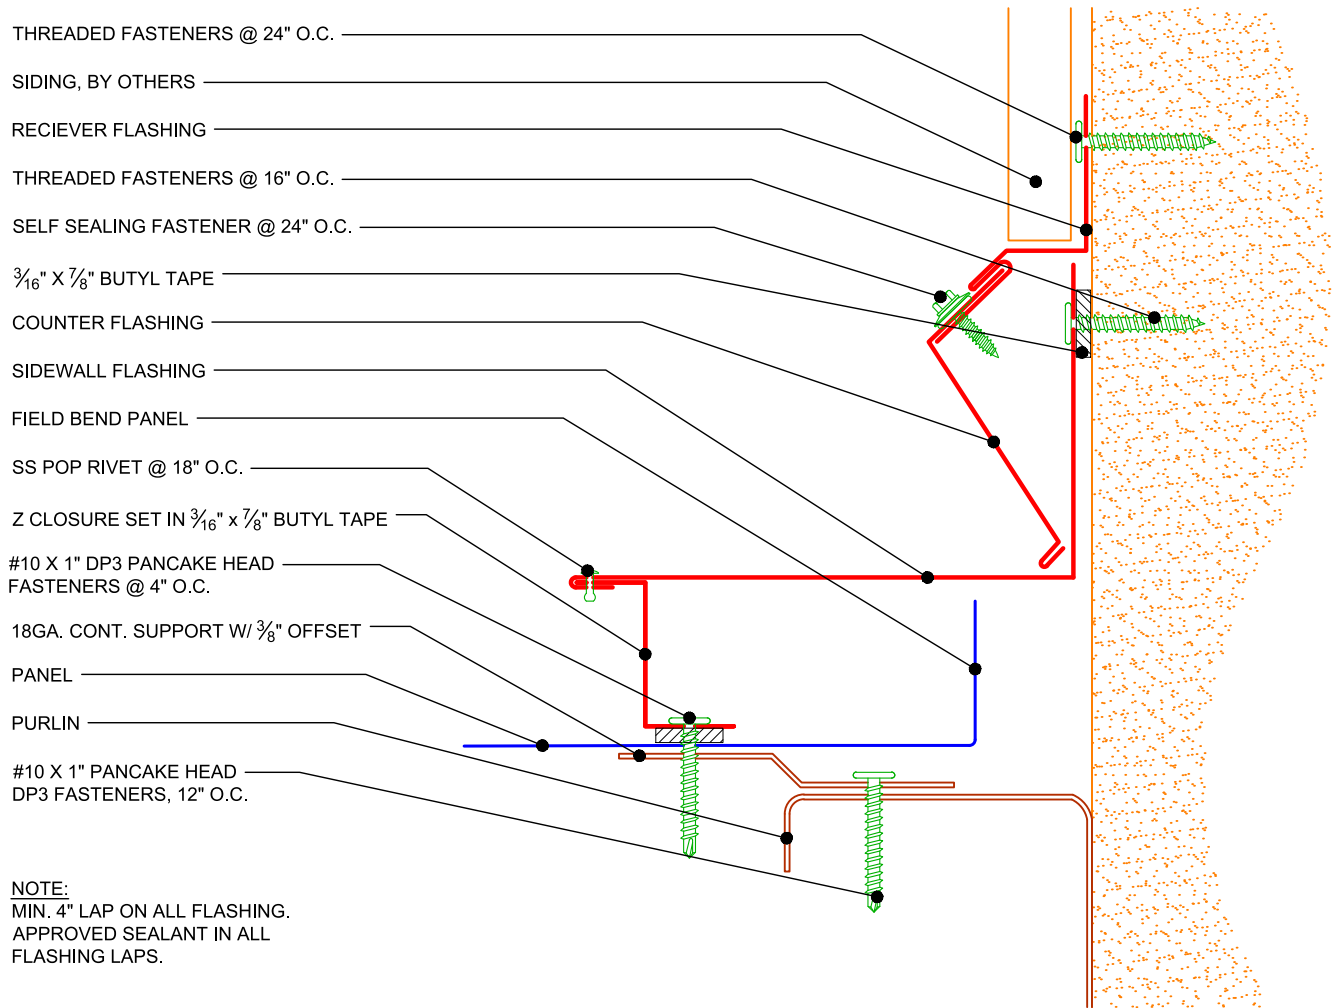 THREADED FASTENERS @ 24" O.C.
SIDING, BY OTHERS
RECIEVER FLASHING
THREADED FASTENERS @ 16" O.C.
SELF SEALING FASTENER @ 24" O.C.
3/16" X 7/8" BUTYL TAPE
COUNTER FLASHING
SIDEWALL FLASHING
FIELD BEND PANEL
SS POP RIVET @ 18" O.C.
Z CLOSURE SET IN 3/16" x 7/8" BUTYL TAPE
#10 X 1" DP3 PANCAKE HEAD
FASTENERS @ 4" O.C.
18GA. CONT. SUPPORT W/ 3/8" OFFSET
PANEL
PURLIN
#10 X 1" PANCAKE HEAD
DP3 FASTENERS, 12" O.C.
NOTE:
MIN. 4" LAP ON ALL FLASHING.
APPROVED SEALANT IN ALL
FLASHING LAPS.